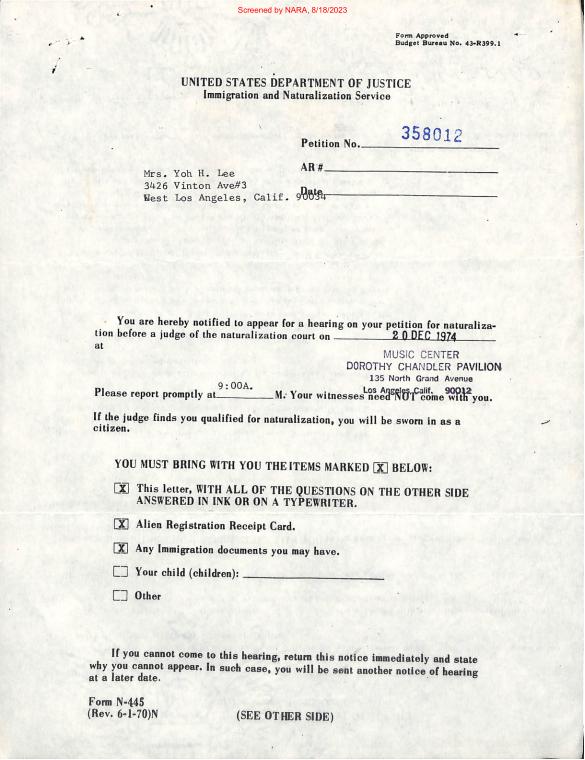 Screened by NARA, 8/18/2023
Form Approved
Budget Bureau No. 43-R399.1
UNITED STATES DEPARTMENT OF JUSTICE
Immigration and Naturalization Service
Petition No. 358012
AR #
Mrs. Yoh H. Lee
3426 Vinton Ave#3
Date
West Los Angeles, Calif. 90034
You are hereby notified to appear for a hearing on your petition for naturaliza-
tion before a judge of the naturalization court on 20 DEC 1974
at
MUSIC CENTER
DOROTHY CHANDLER PAVILION
135 North Grand Avenue
Los Angeles, Calif. 90012
Please report promptly at 9:00A. M. Your witnesses need NOT come with you.
If the judge finds you qualified for naturalization, you will be sworn in as a
citizen.
YOU MUST BRING WITH YOU THE ITEMS MARKED X BELOW:
X This letter, WITH ALL OF THE QUESTIONS ON THE OTHER SIDE
ANSWERED IN INK OR ON A TYPEWRITER.
X Alien Registration Receipt Card.
X Any Immigration documents you may have.
Your child (children):
Other
If you cannot come to this hearing, return this notice immediately and state
why you cannot appear. In such case, you will be sent another notice of hearing
at a later date.
Form N-445
(Rev. 6-1-70)N (SEE OTHER SIDE)